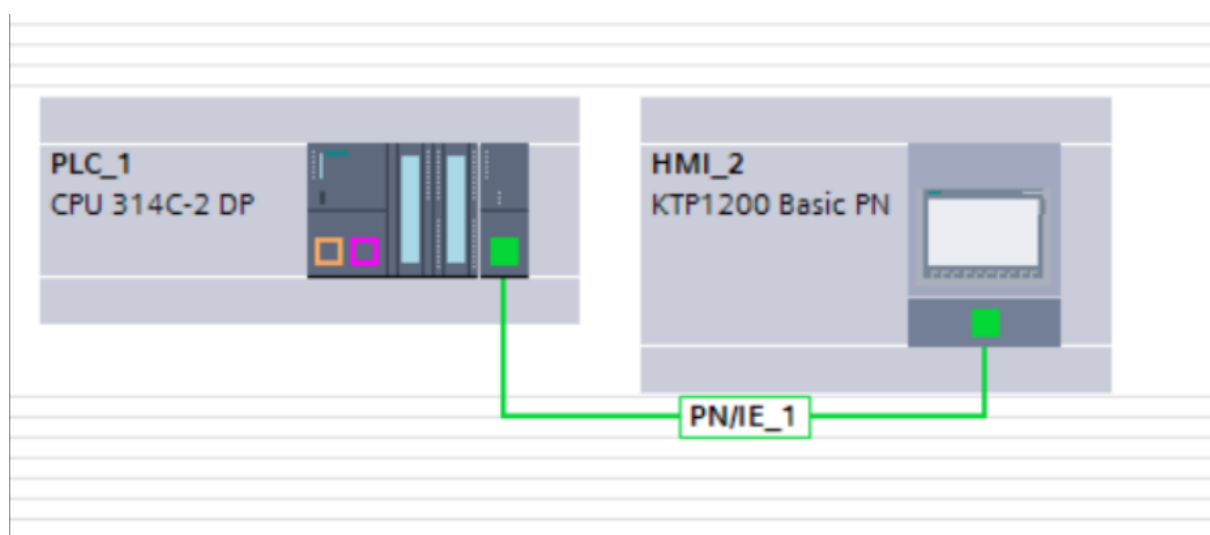 PLC_1
CPU 314C-2 DP
HMI_2
KTP1200 Basic PN
PN/IE_1